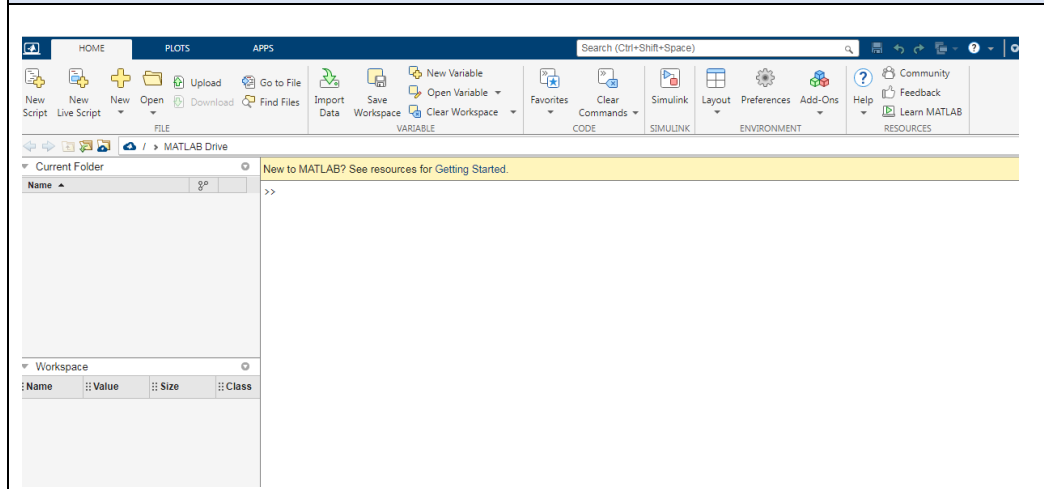 HOME PLOTS APPS Search (Ctrl+Shift+Space)
New Script
New Live Script
New
Open
Upload
Download
Go to File
Find Files
FILE
Import Data
Save Workspace
New Variable
Open Variable
Clear Workspace
VARIABLE
Favorites
Clear Commands
CODE
Simulink
SIMULINK
Layout
Preferences
Add-Ons
ENVIRONMENT
Help
Community
Feedback
Learn MATLAB
RESOURCES
/ > MATLAB Drive
Current Folder
Name
New to MATLAB? See resources for Getting Started.
>>
Workspace
Name Value Size Class